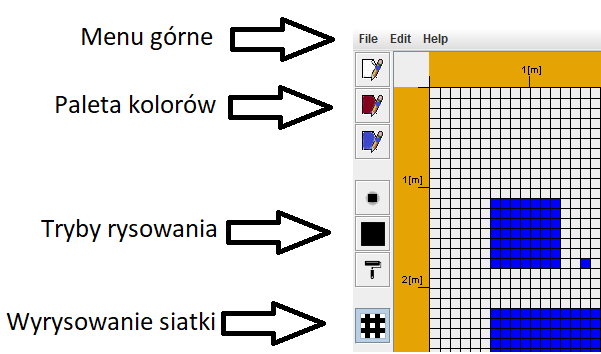 Menu górne
File Edit Help
1[m]
Paleta kolorów
1[m]
Tryby rysowania
2[m]
Wyrysowanie siatki